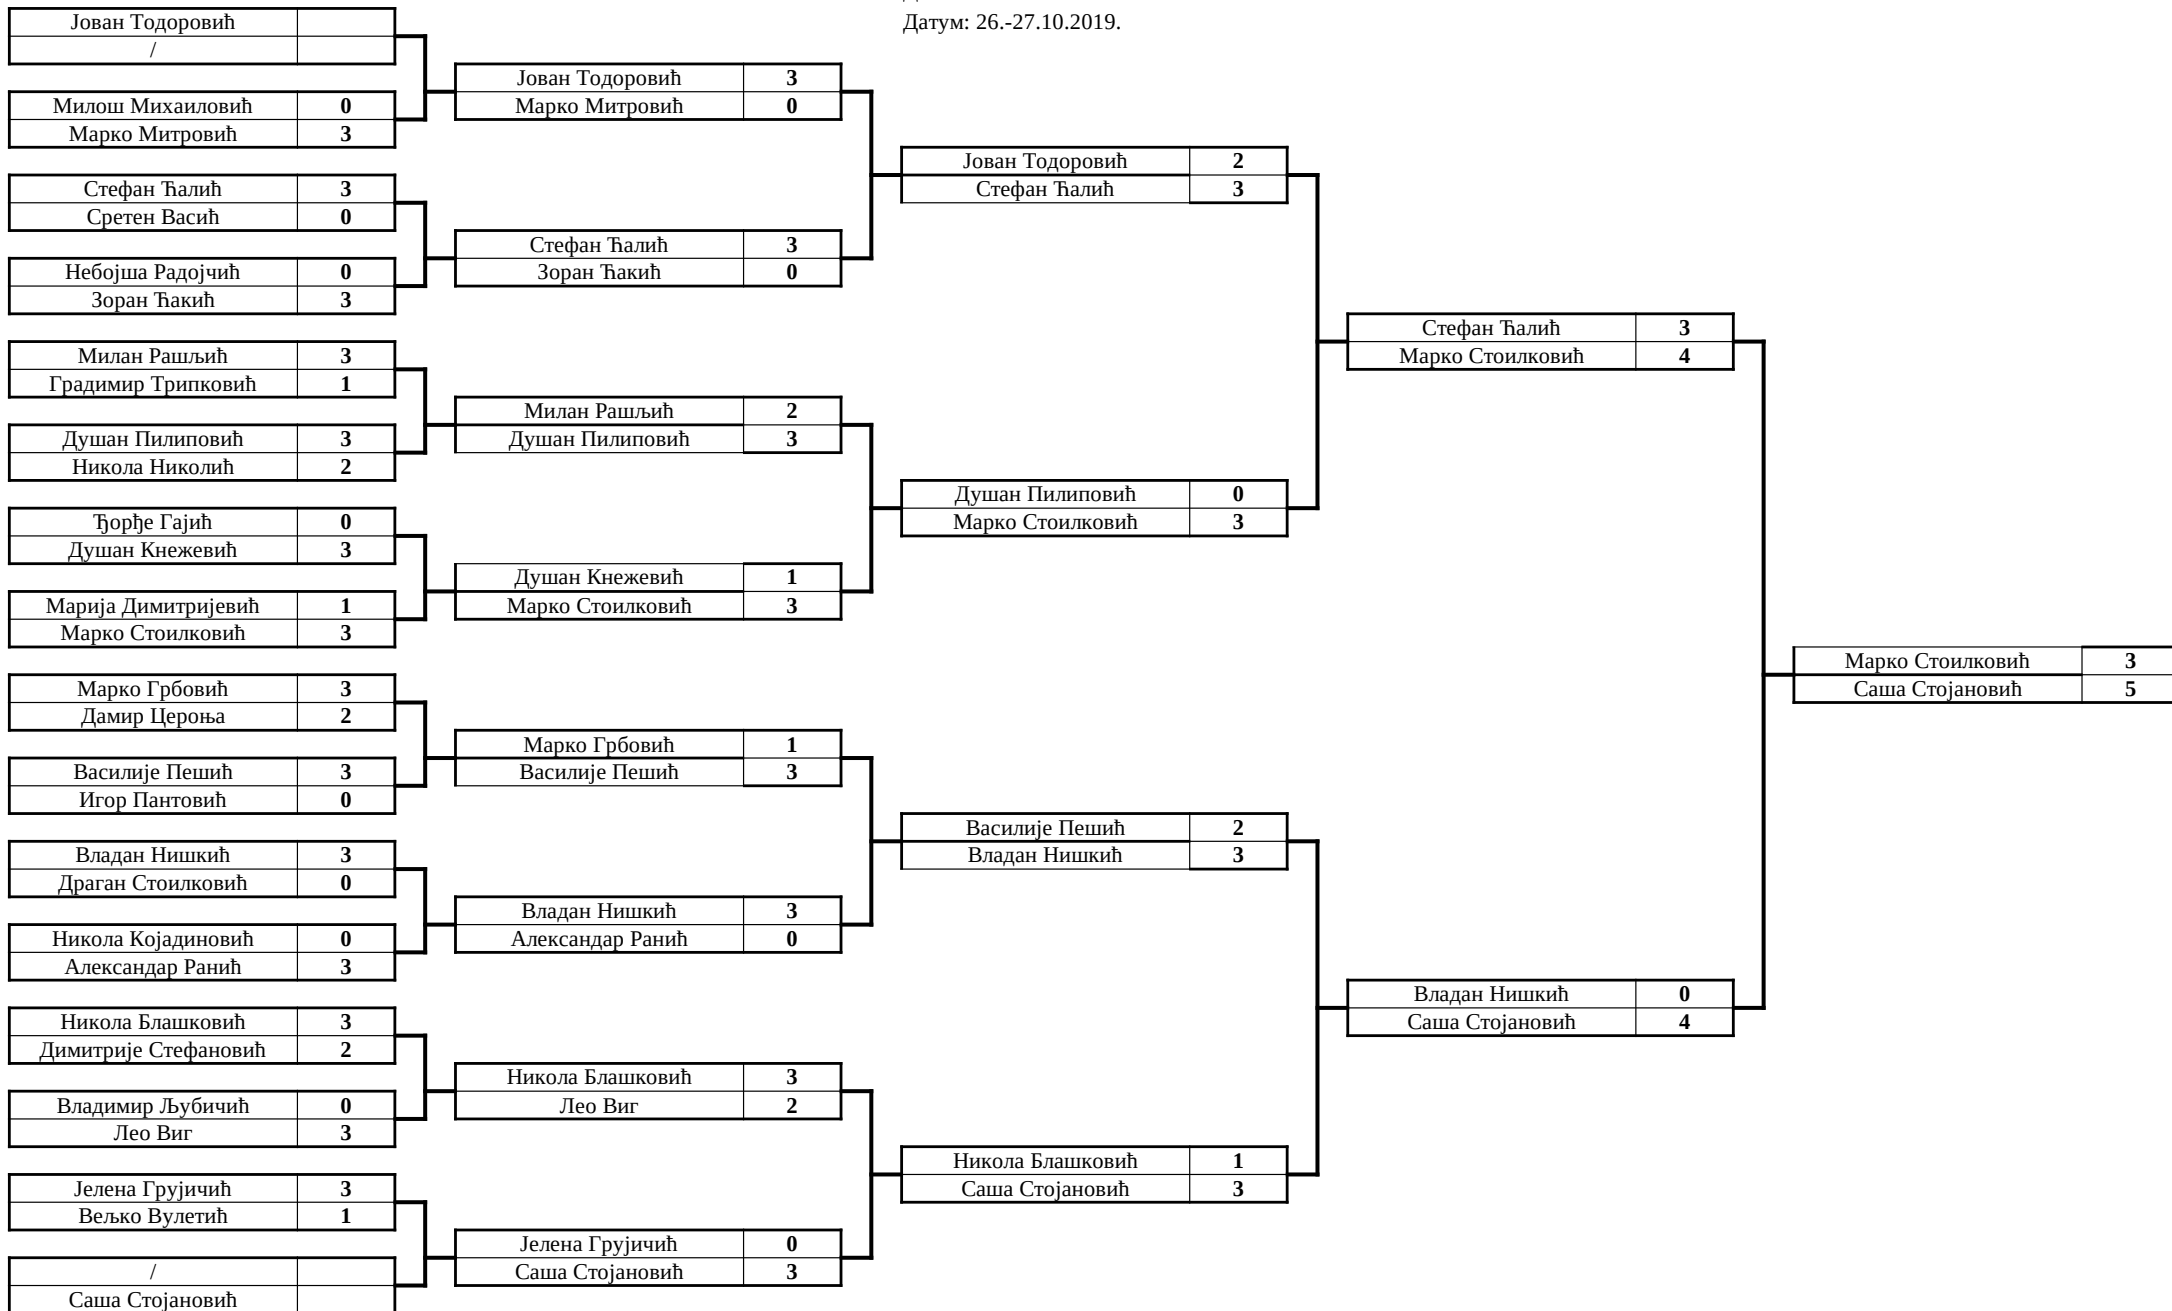 Датум: 26.-27.10.2019.
Јован Тодоровић
/
Милош Михаиловић 0
Марко Митровић 3
Стефан Ћалић 3
Сретен Васић 0
Небојша Радојчић 0
Зоран Ћакић 3
Милан Рашљић 3
Градимир Трипковић 1
Душан Пилиповић 3
Никола Николић 2
Ђорђе Гајић 0
Душан Кнежевић 3
Марија Димитријевић 1
Марко Стоилковић 3
Марко Грбовић 3
Дамир Цероња 2
Василије Пешић 3
Игор Пантовић 0
Владан Нишкић 3
Драган Стоилковић 0
Никола Којадиновић 0
Александар Ранић 3
Никола Блашковић 3
Димитрије Стефановић 2
Владимир Љубичић 0
Лео Виг 3
Јелена Грујичић 3
Вељко Вулетић 1
/
Саша Стојановић
Јован Тодоровић 3
Марко Митровић 0
Стефан Ћалић 3
Зоран Ћакић 0
Милан Рашљић 2
Душан Пилиповић 3
Душан Кнежевић 1
Марко Стоилковић 3
Марко Грбовић 1
Василије Пешић 3
Владан Нишкић 3
Александар Ранић 0
Никола Блашковић 3
Лео Виг 2
Јелена Грујичић 0
Саша Стојановић 3
Јован Тодоровић 2
Стефан Ћалић 3
Душан Пилиповић 0
Марко Стоилковић 3
Василије Пешић 2
Владан Нишкић 3
Никола Блашковић 1
Саша Стојановић 3
Стефан Ћалић 3
Марко Стоилковић 4
Владан Нишкић 0
Саша Стојановић 4
Марко Стоилковић 3
Саша Стојановић 5